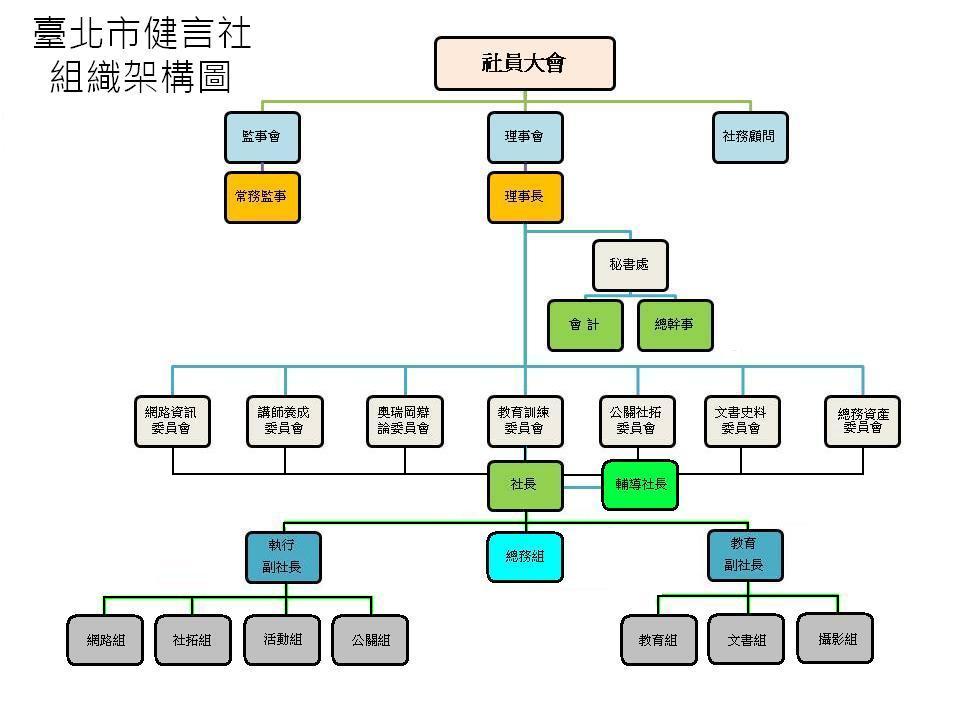 臺北市健言社
組織架構圖
社員大會
監事會
理事會
社務顧問
常務監事
理事長
秘書處
會 計
總幹事
網路資訊
委員會
講師養成
委員會
奧瑞岡辯
論委員會
教育訓練
委員會
公關社拓
委員會
文書史料
委員會
總務資產
委員會
社長
輔導社長
執行
副社長
總務組
教育
副社長
網路組
社拓組
活動組
公關組
教育組
文書組
攝影組